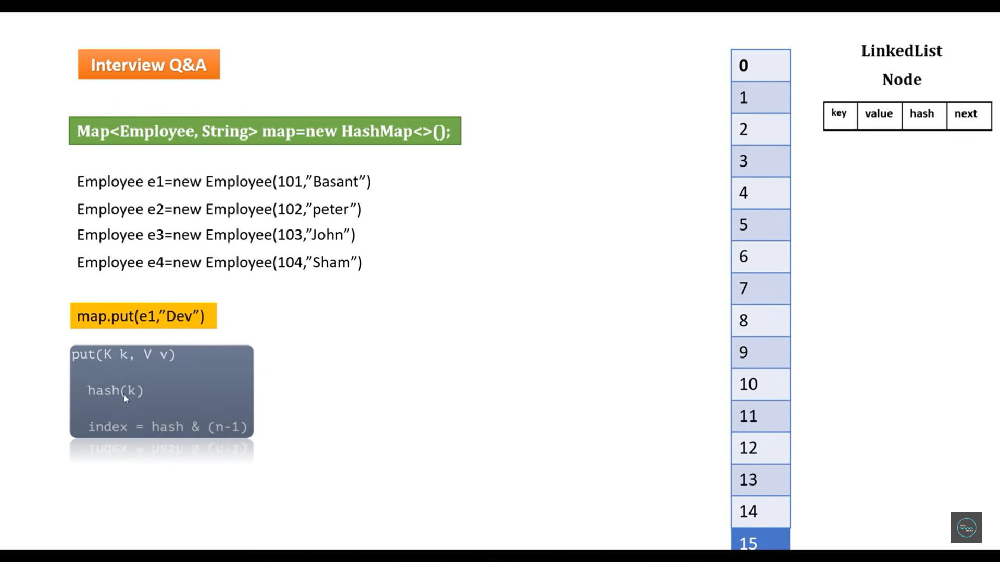 Interview Q&A
Map<Employee, String> map=new HashMap<>();
Employee e1=new Employee(101,”Basant”)
Employee e2=new Employee(102,”peter”)
Employee e3=new Employee(103,”John”)
Employee e4=new Employee(104,”Sham”)
map.put(e1,”Dev”)
put(K k, V v)
hash(k)
index = hash & (n-1)
0
1
2
3
4
5
6
7
8
9
10
11
12
13
14
15
LinkedList
Node
key value hash next
Java
Techie